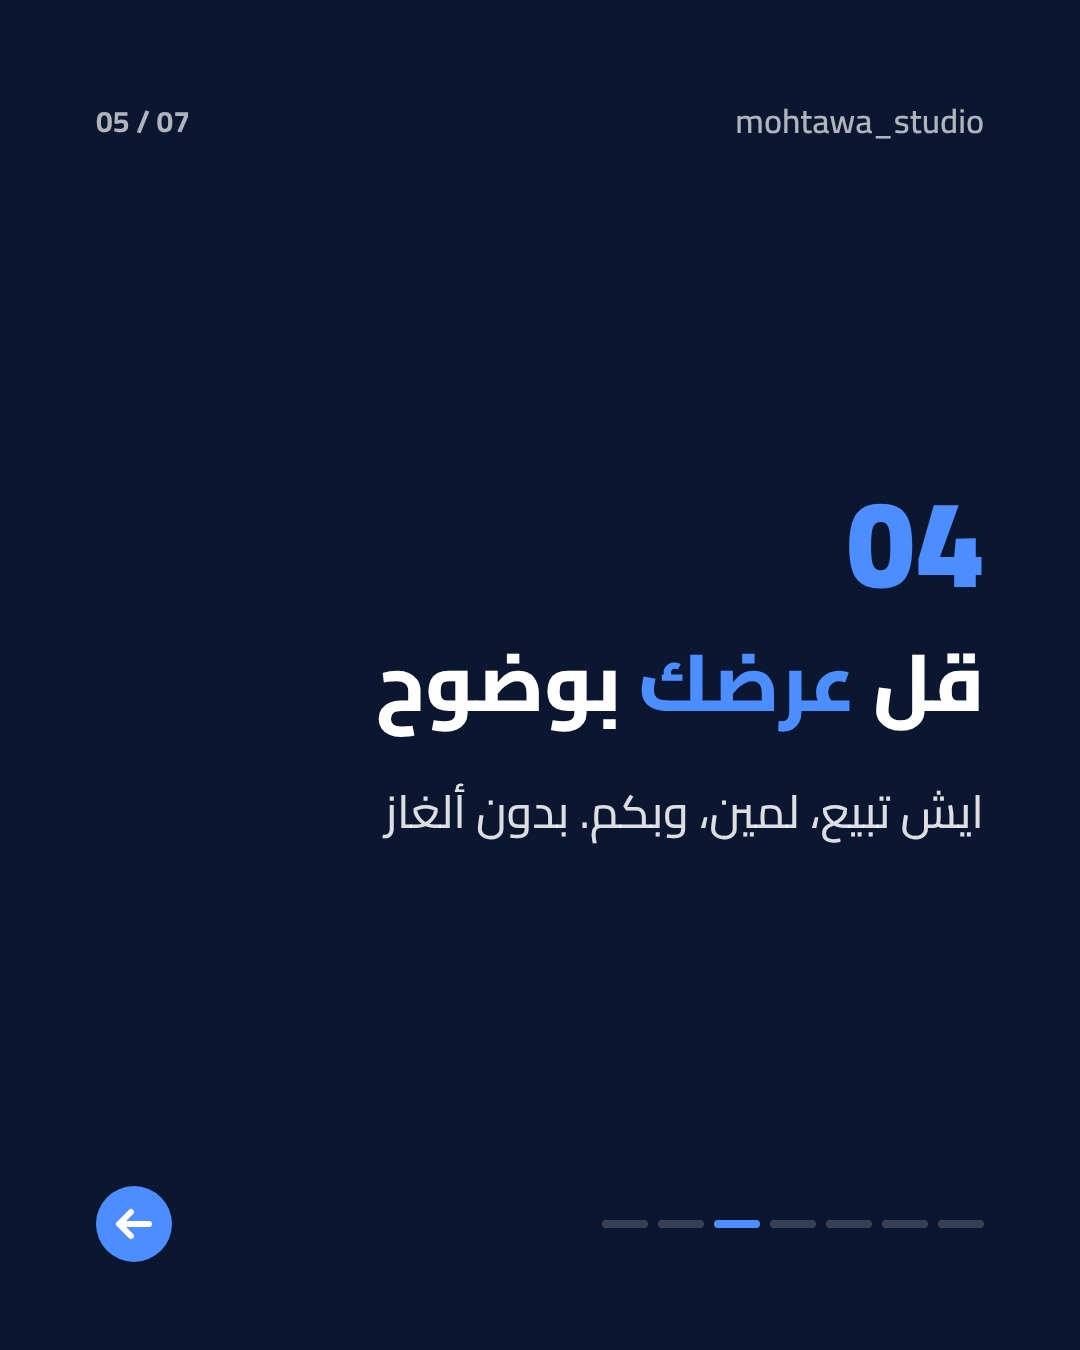 mohtawa_studio
05 / 07
04
قل عرضك بوضوح
ايش تبيع، لمين، وبكم. بدون ألغاز